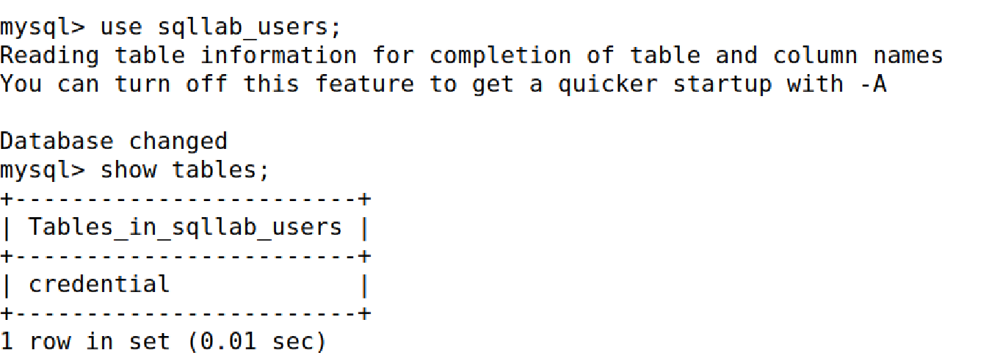 mysql> use sqllab_users;
Reading table information for completion of table and column names
You can turn off this feature to get a quicker startup with -A

Database changed
mysql> show tables;
+------------------------+
| Tables_in_sqllab_users |
+------------------------+
| credential             |
+------------------------+
1 row in set (0.01 sec)